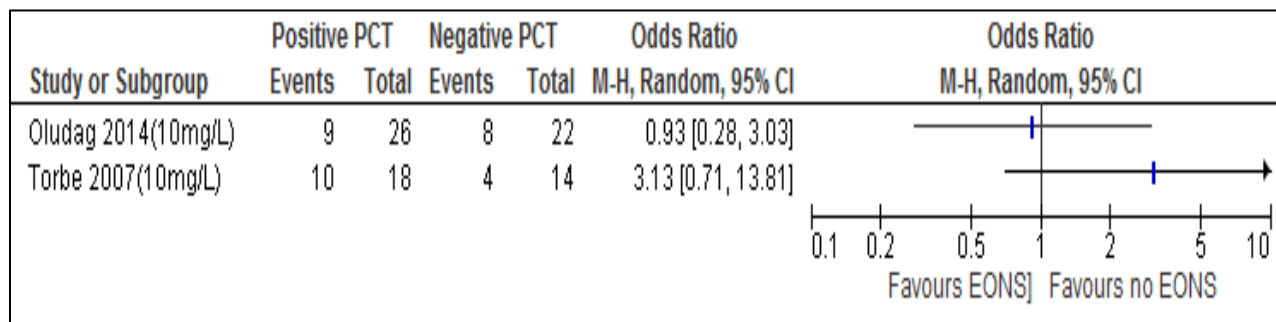 Positive PCT Negative PCT Odds Ratio Odds Ratio
Study or Subgroup Events Total Events Total M-H, Random, 95% CI M-H, Random, 95% CI
Oludag 2014(10mg/L) 9 26 8 22 0.93 [0.28, 3.03]
Torbe 2007(10mg/L) 10 18 4 14 3.13 [0.71, 13.81]
0.1 0.2 0.5 1 2 5 10
Favours EONS] Favours no EONS